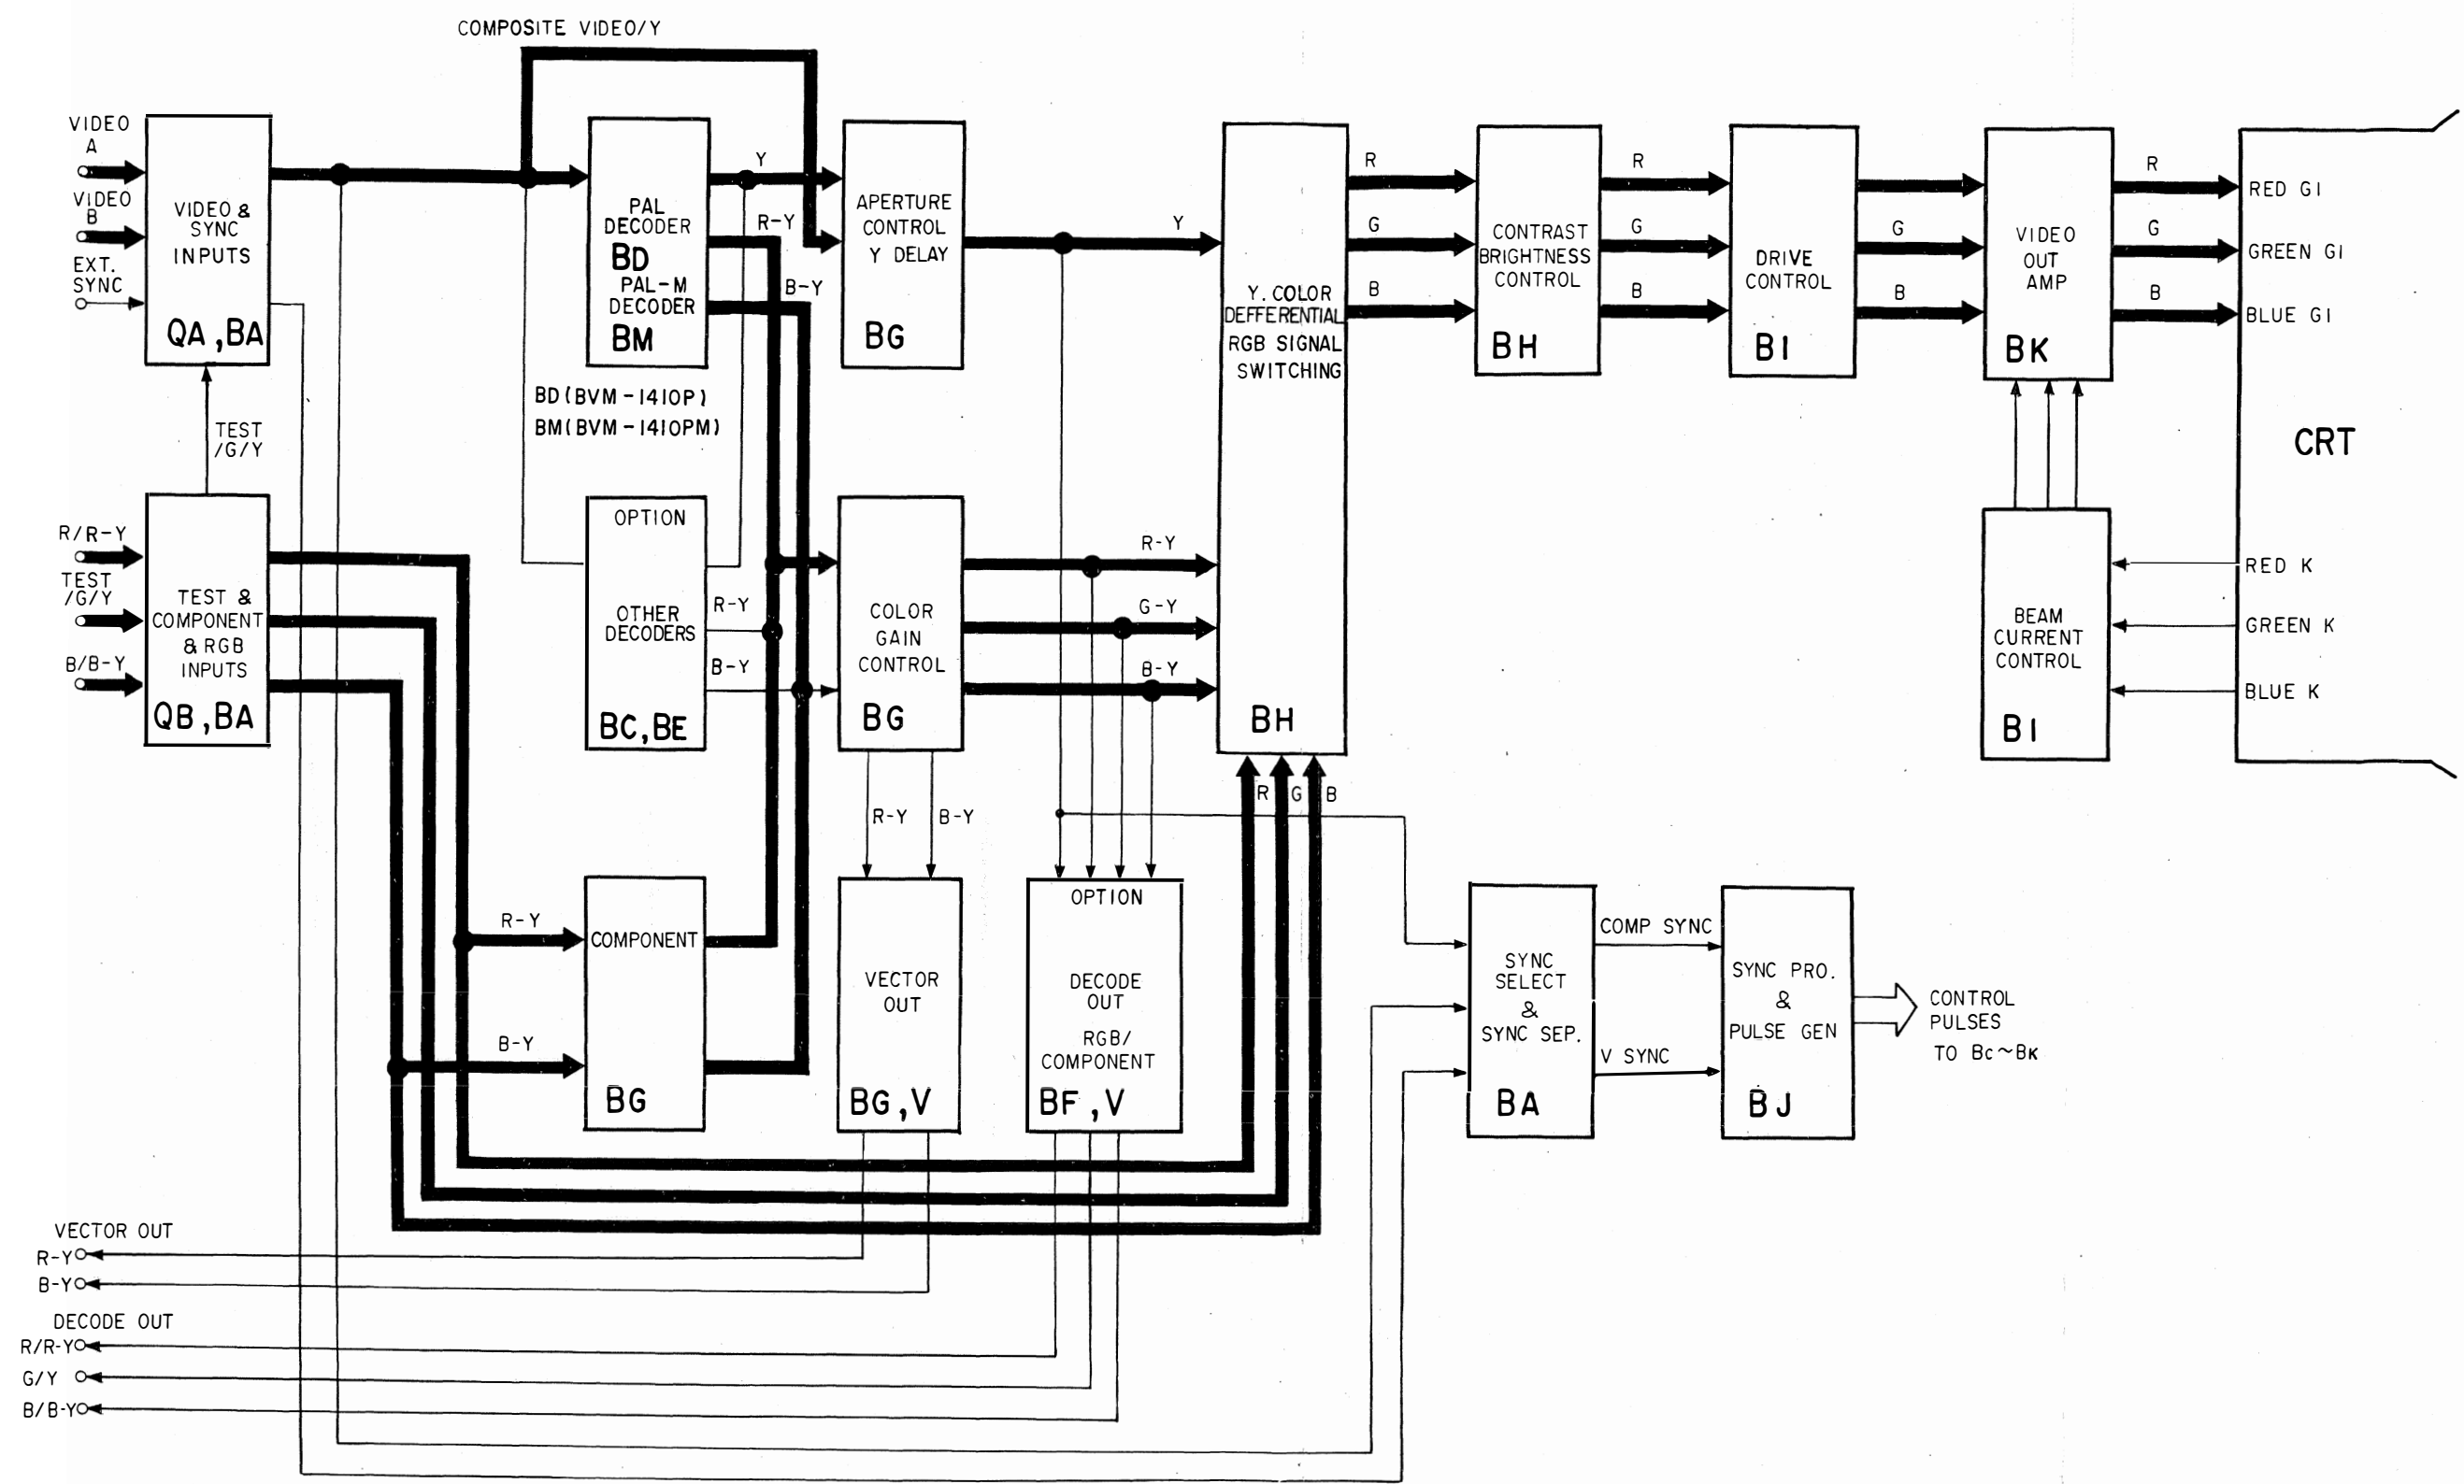 COMPOSITE VIDEO/Y
VIDEO
A
VIDEO
B
EXT.
SYNC
VIDEO &
SYNC
INPUTS
QA, BA
TEST
/G/Y
R/R-Y
TEST
/G/Y
B/B-Y
TEST &
COMPONENT
& RGB
INPUTS
QB, BA
PAL
DECODER
BD
PAL-M
DECODER
BM
BD(BVM-1410P)
BM(BVM-1410PM)
Y
R-Y
B-Y
OPTION
OTHER
DECODERS
BC, BE
R-Y
B-Y
R-Y
B-Y
COMPONENT
BG
APERTURE
CONTROL
Y DELAY
BG
Y
COLOR
GAIN
CONTROL
BG
R-Y
G-Y
B-Y
R-Y
B-Y
VECTOR
OUT
BG, V
OPTION
DECODE
OUT
RGB/
COMPONENT
BF, V
Y. COLOR
DEFFERENTIAL
RGB SIGNAL
SWITCHING
BH
R
G
B
R
G
B
CONTRAST
BRIGHTNESS
CONTROL
BH
R
G
B
DRIVE
CONTROL
BI
G
B
VIDEO
OUT
AMP
BK
R
G
B
RED G1
GREEN G1
BLUE G1
CRT
RED K
GREEN K
BLUE K
BEAM
CURRENT
CONTROL
BI
SYNC
SELECT
&
SYNC SEP.
BA
COMP SYNC
V SYNC
SYNC PRO.
&
PULSE GEN
BJ
CONTROL
PULSES
TO BC~BK
VECTOR OUT
R-Y
B-Y
DECODE OUT
R/R-Y
G/Y
B/B-Y